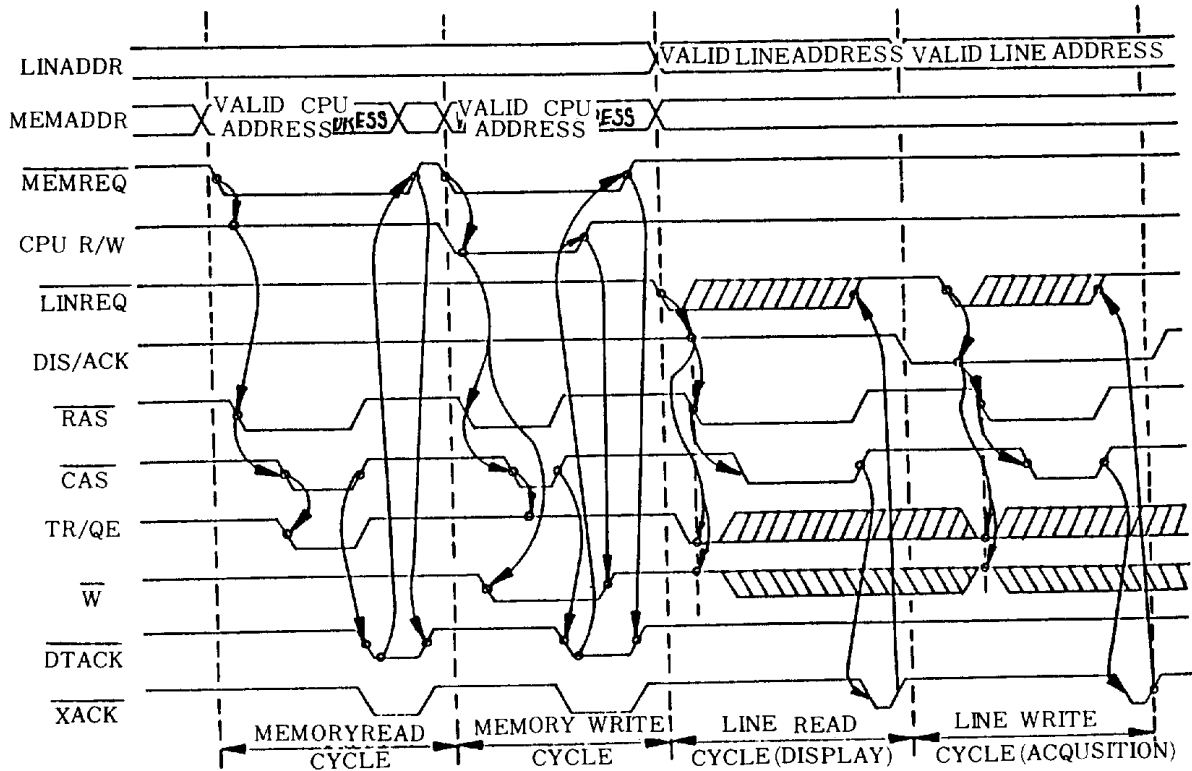 LINADDR
VALID LINEADDRESS
VALID LINE ADDRESS
MEMADDR
VALID CPU
ADDRESS
VALID CPU
ADDRESS
MEMREQ
CPU R/W
LINREQ
DIS/ACK
RAS
CAS
TR/QE
W
DTACK
XACK
MEMORYREAD
CYCLE
MEMORY WRITE
CYCLE
LINE READ
CYCLE(DISPLAY)
LINE WRITE
CYCLE(ACQUSITION)